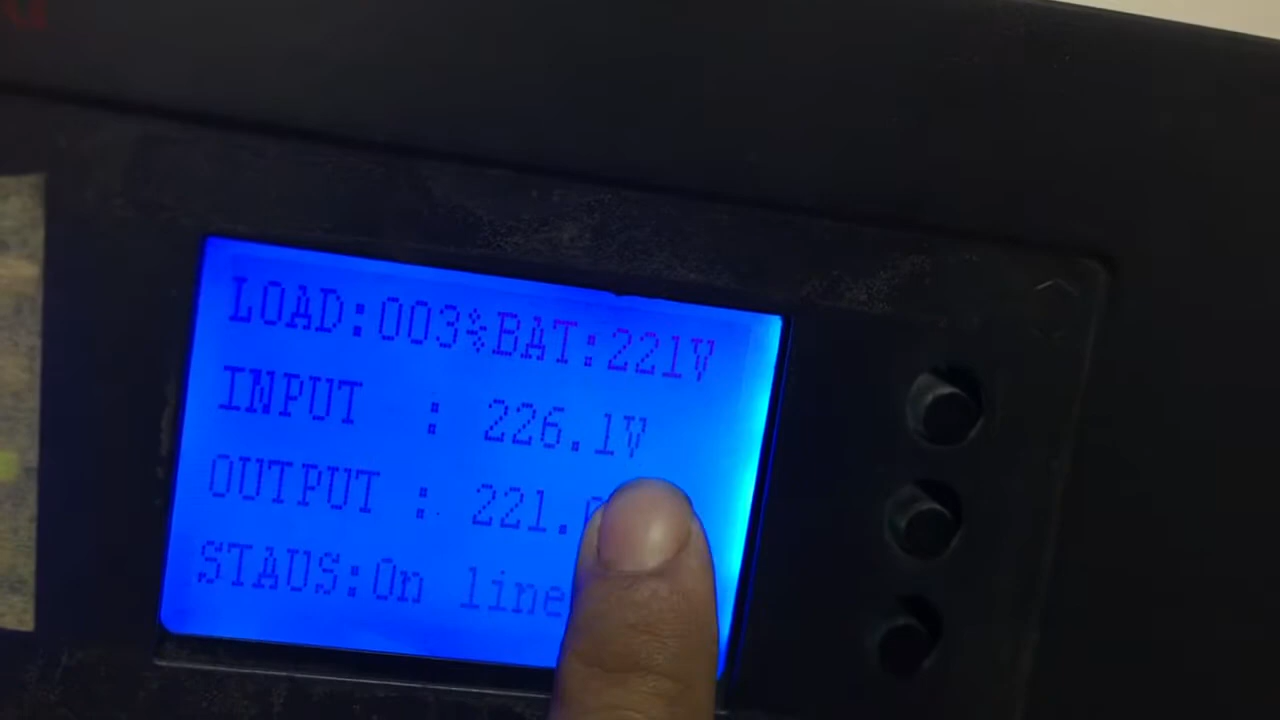 LOAD:003%BAT:221V
INPUT : 226.1V
OUTPUT : 221.
STAUS:On line